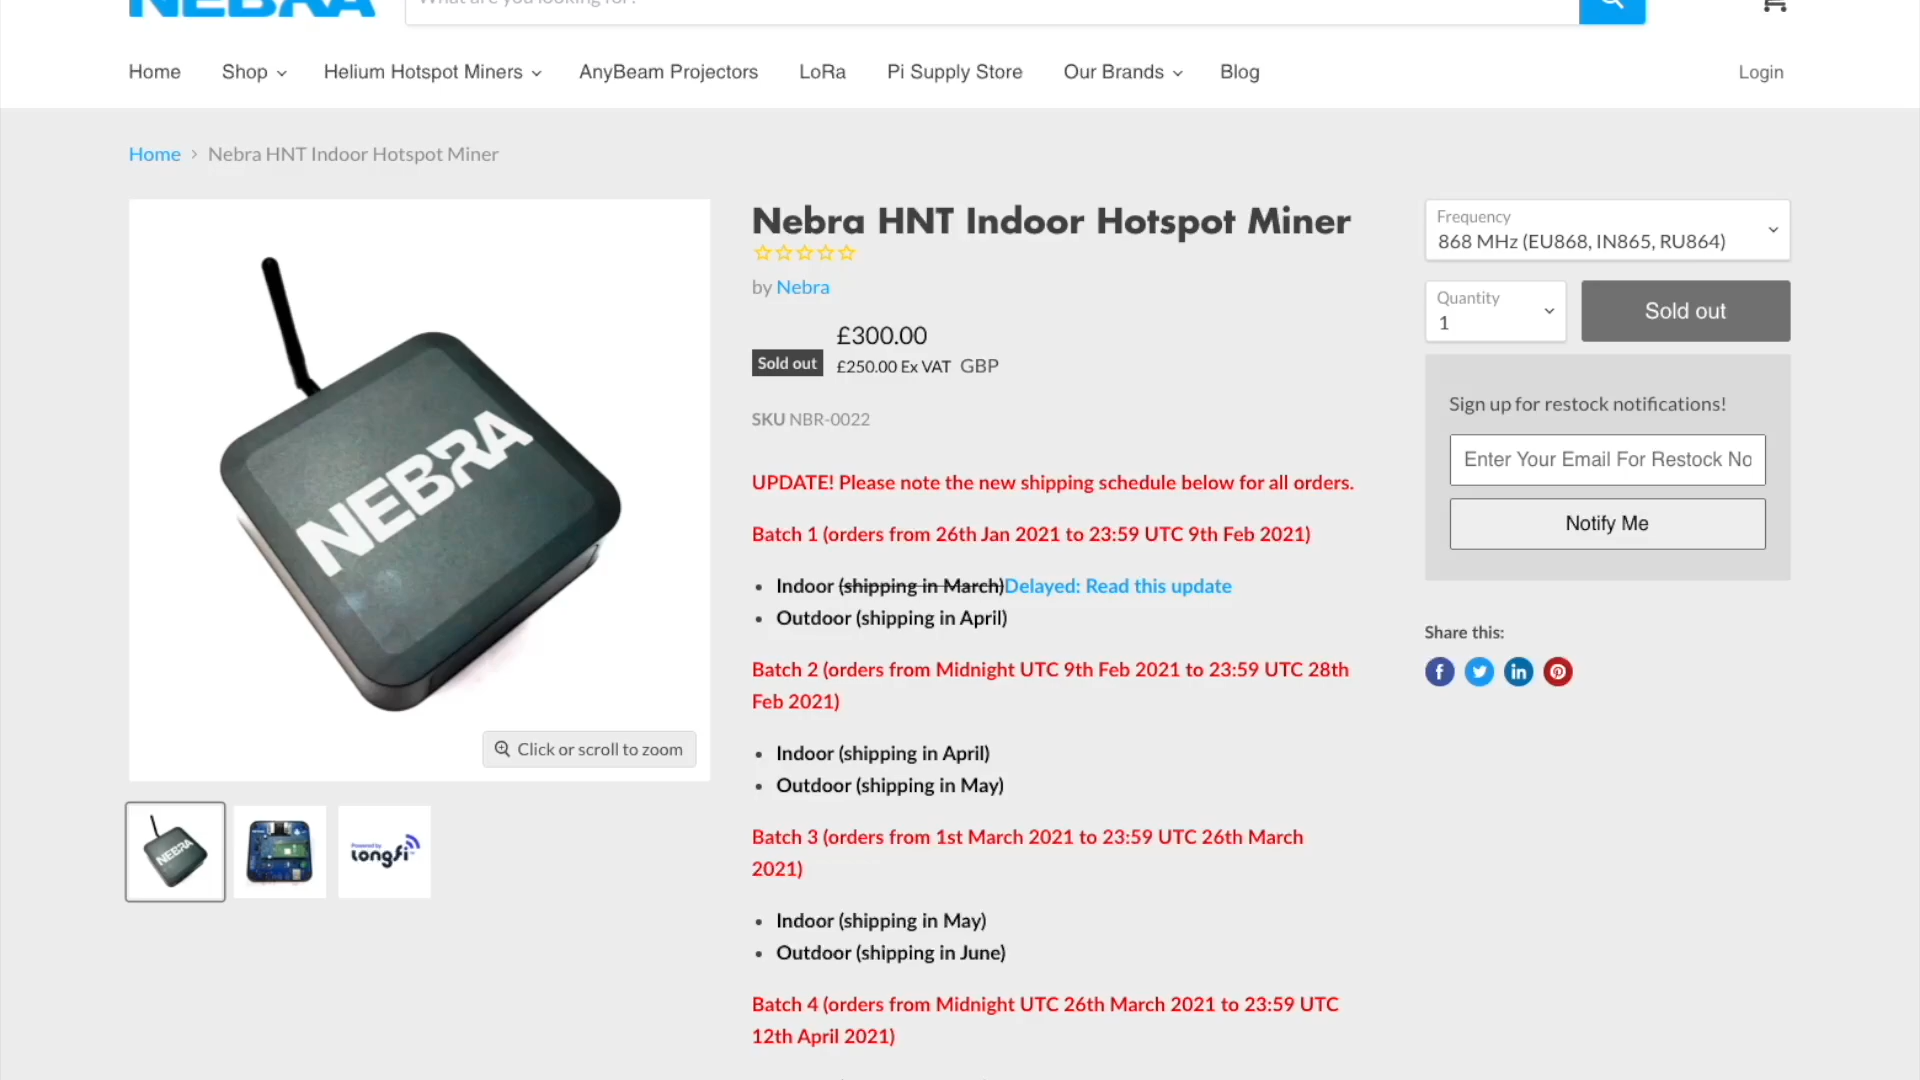 NEBRA
What are you looking for?
Home Shop Helium Hotspot Miners AnyBeam Projectors LoRa Pi Supply Store Our Brands Blog Login
Home > Nebra HNT Indoor Hotspot Miner
NEBRA
Click or scroll to zoom
NEBRA
Powered by
LongFi
Nebra HNT Indoor Hotspot Miner
by Nebra
£300.00
Sold out £250.00 Ex VAT GBP
SKU NBR-0022
UPDATE! Please note the new shipping schedule below for all orders.
Batch 1 (orders from 26th Jan 2021 to 23:59 UTC 9th Feb 2021)
• Indoor (shipping in March)Delayed: Read this update
• Outdoor (shipping in April)
Batch 2 (orders from Midnight UTC 9th Feb 2021 to 23:59 UTC 28th
Feb 2021)
• Indoor (shipping in April)
• Outdoor (shipping in May)
Batch 3 (orders from 1st March 2021 to 23:59 UTC 26th March
2021)
• Indoor (shipping in May)
• Outdoor (shipping in June)
Batch 4 (orders from Midnight UTC 26th March 2021 to 23:59 UTC
12th April 2021)
Frequency
868 MHz (EU868, IN865, RU864)
Quantity
1
Sold out
Sign up for restock notifications!
Enter Your Email For Restock No
Notify Me
Share this: